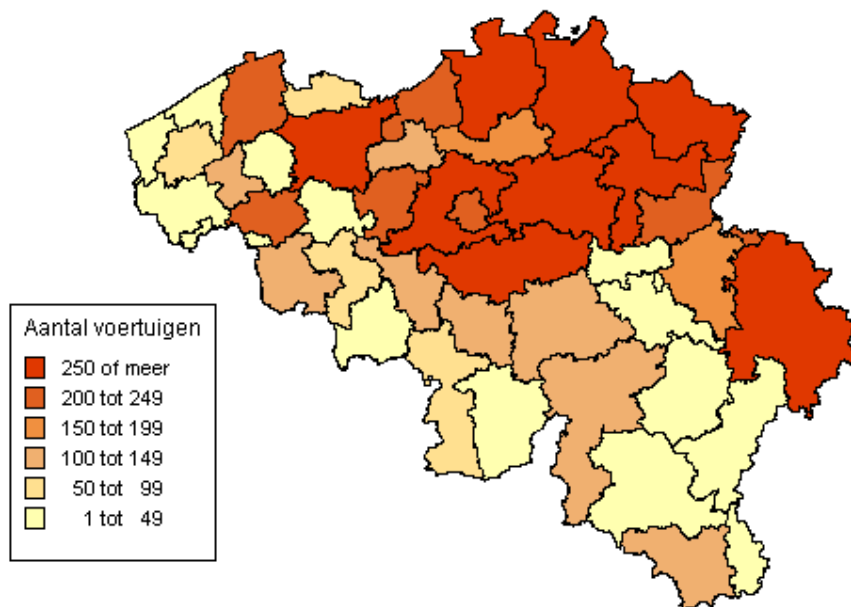 Aantal voertuigen
250 of meer
200 tot 249
150 tot 199
100 tot 149
50 tot 99
1 tot 49